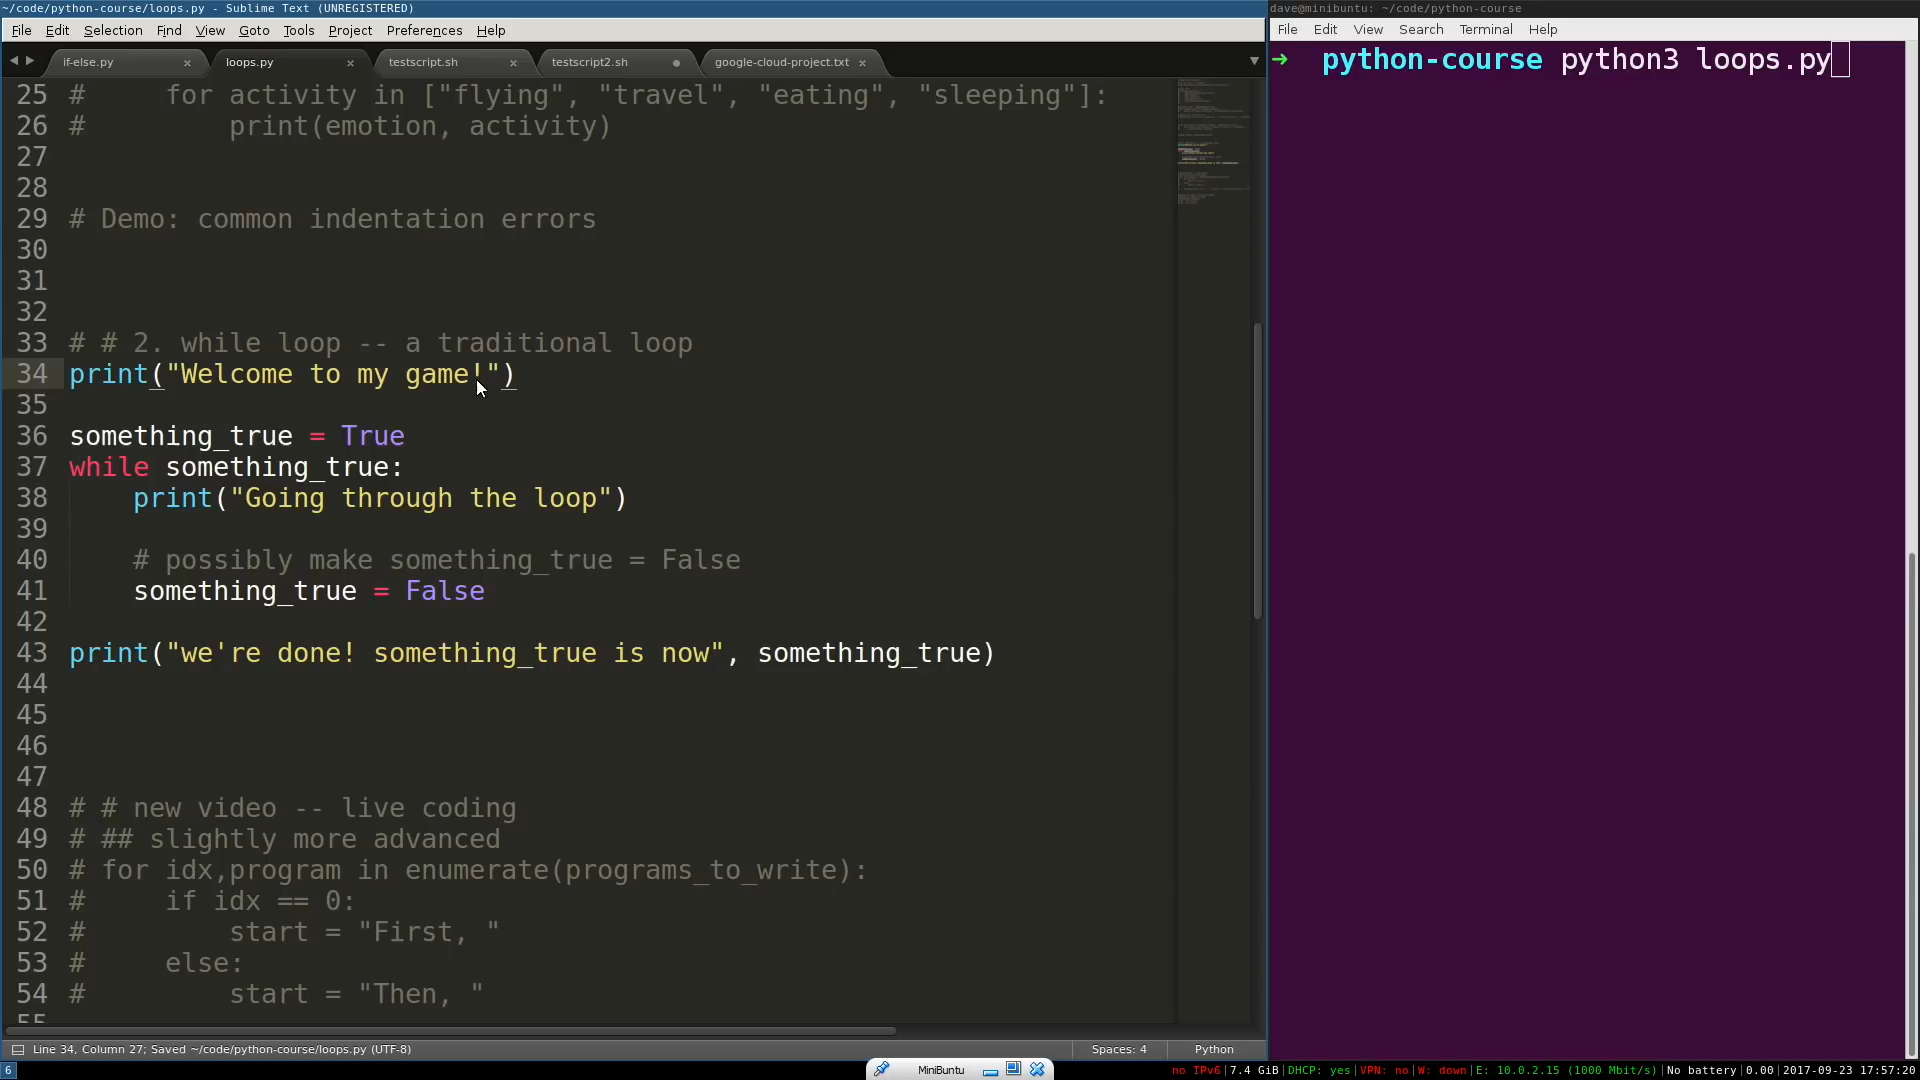 ~/code/python-course/loops.py - Sublime Text (UNREGISTERED)
File Edit Selection Find View Goto Tools Project Preferences Help
if-else.py × loops.py × testscript.sh × testscript2.sh google-cloud-project.txt ×
25 #     for activity in ["flying", "travel", "eating", "sleeping"]:
26 #         print(emotion, activity)
27
28
29 # Demo: common indentation errors
30
31
32
33 # # 2. while loop -- a traditional loop
34 print("Welcome to my game!")
35
36 something_true = True
37 while something_true:
38     print("Going through the loop")
39
40     # possibly make something_true = False
41     something_true = False
42
43 print("we're done! something_true is now", something_true)
44
45
46
47
48 # # new video -- live coding
49 # ## slightly more advanced
50 # for idx,program in enumerate(programs_to_write):
51 #     if idx == 0:
52 #         start = "First, "
53 #     else:
54 #         start = "Then, "
55
Line 34, Column 27; Saved ~/code/python-course/loops.py (UTF-8) Spaces: 4 Python
dave@minibuntu: ~/code/python-course
File Edit View Search Terminal Help
➜ python-course python3 loops.py
6 MiniBuntu no IPv6|7.4 GiB|DHCP: yes|VPN: no|W: down|E: 10.0.2.15 (1000 Mbit/s)|No battery|0.00|2017-09-23 17:57:20